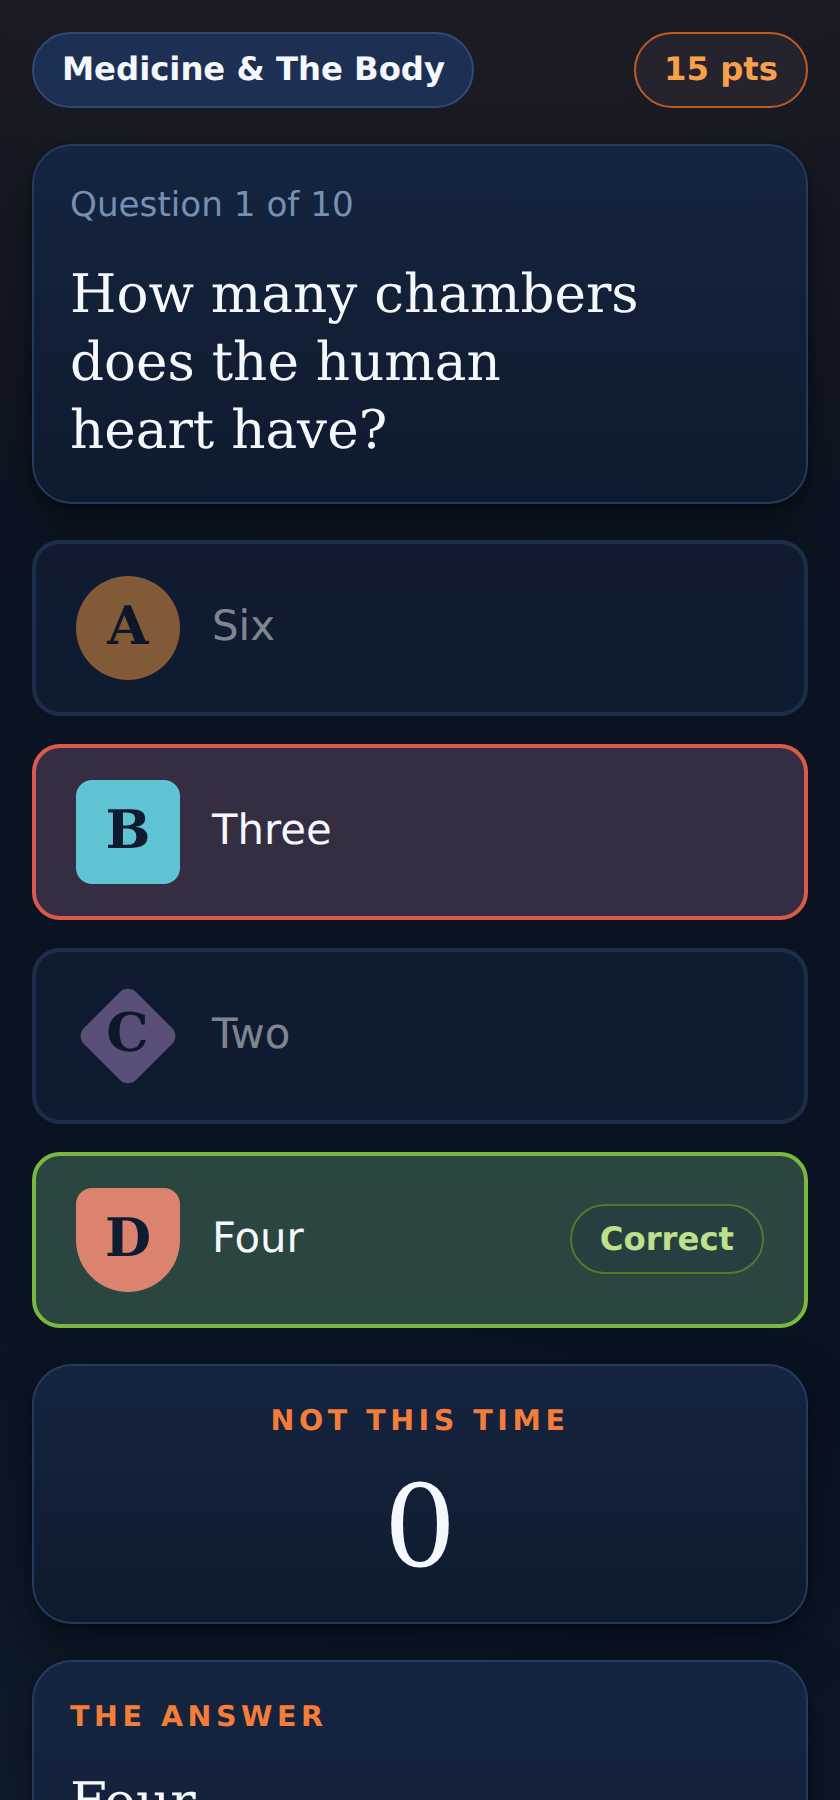 Medicine & The Body
15 pts
Question 1 of 10
How many chambers
does the human
heart have?
A Six
B Three
C Two
D Four Correct
NOT THIS TIME
0
THE ANSWER
Four